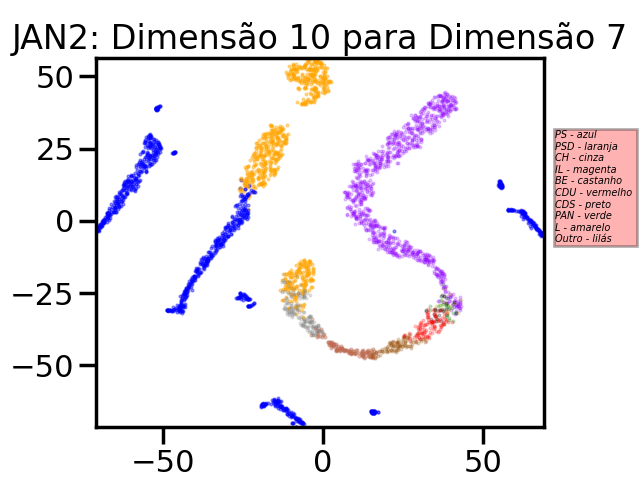 JAN2: Dimensão 10 para Dimensão 7
50
25
0
−25
−50
−50
0
50
PS - azul
PSD - laranja
CH - cinza
IL - magenta
BE - castanho
CDU - vermelho
CDS - preto
PAN - verde
L - amarelo
Outro - lilás